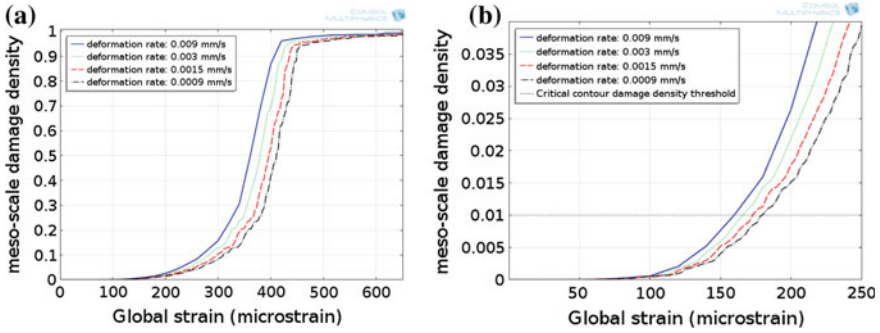 (a)
COMSOL
MULTIPHYSICS
1
0.9
0.8
0.7
0.6
0.5
0.4
0.3
0.2
0.1
0
meso-scale damage density
deformation rate: 0.009 mm/s
deformation rate: 0.003 mm/s
deformation rate: 0.0015 mm/s
deformation rate: 0.0009 mm/s
0 100 200 300 400 500 600
Global strain (microstrain)
(b)
COMSOL
MULTIPHYSICS
0.035
0.03
0.025
0.02
0.015
0.01
0.005
0
meso-scale damage density
deformation rate: 0.009 mm/s
deformation rate: 0.003 mm/s
deformation rate: 0.0015 mm/s
deformation rate: 0.0009 mm/s
Critical contour damage density threshold
50 100 150 200 250
Global strain (microstrain)